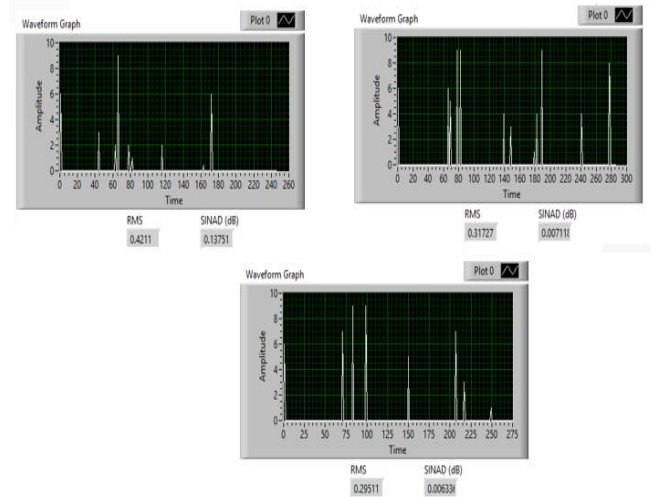 Waveform Graph
Plot 0
Amplitude
10
8
6
4
2
0
0 20 40 60 80 100 120 140 160 180 200 220 240 260
Time
RMS SINAD (dB)
0.4211 0.13751
Waveform Graph
Plot 0
Amplitude
10
8
6
4
2
0
0 20 40 60 80 100 120 140 160 180 200 220 240 260 280 300
Time
RMS SINAD (dB)
0.31727
Waveform Graph
Plot 0
Amplitude
10
8
6
4
2
0
0 25 50 75 100 125 150 175 200 225 250 275
Time
RMS SINAD (dB)
0.29511